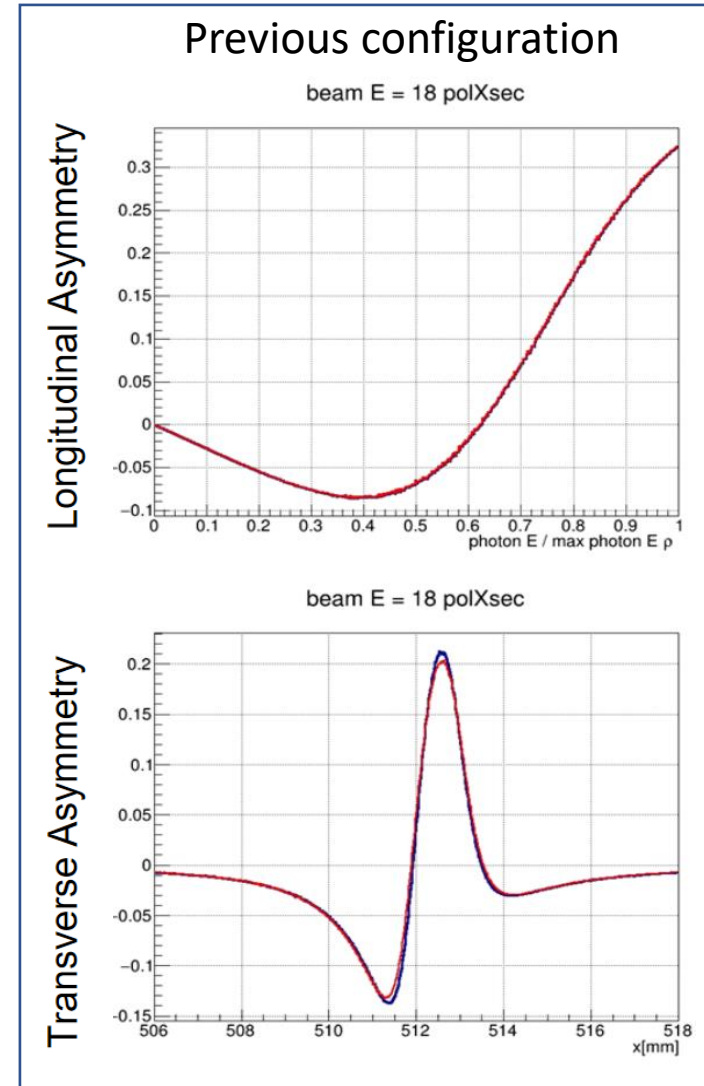 Previous configuration
beam E = 18 polXsec
Longitudinal Asymmetry
0.3
0.25
0.2
0.15
0.1
0.05
0
-0.05
-0.1
0 0.1 0.2 0.3 0.4 0.5 0.6 0.7 0.8 0.9 1
photon E / max photon E ρ
beam E = 18 polXsec
Transverse Asymmetry
0.2
0.15
0.1
0.05
0
-0.05
-0.1
-0.15
506 508 510 512 514 516 518
x[mm]